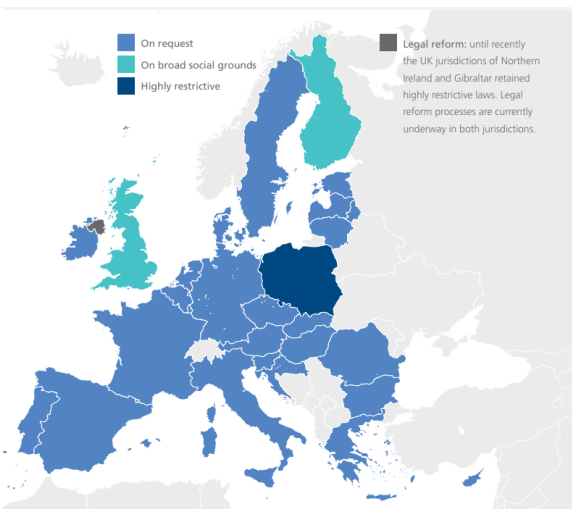 On request
On broad social grounds
Highly restrictive
Legal reform: until recently
the UK jurisdictions of Northern
Ireland and Gibraltar retained
highly restrictive laws. Legal
reform processes are currently
underway in both jurisdictions.